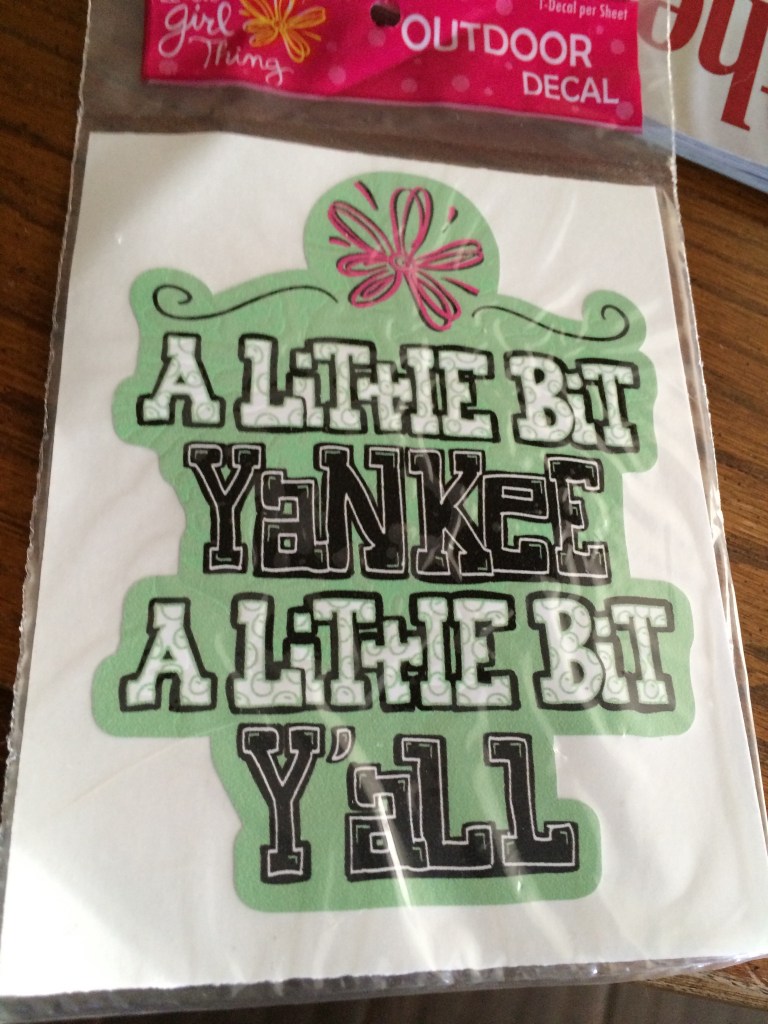 girl
Thing
1-Decal per Sheet
OUTDOOR
DECAL
A LiTtlE BiT
YaNKeE
A LiTtlE BiT
Y'aLL